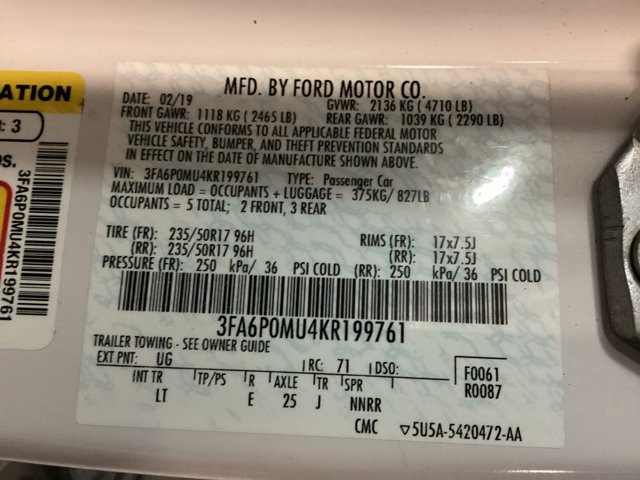 ATION
: 3
os.
3FA6P0MU4KR199761
MFD. BY FORD MOTOR CO.
DATE: 02/19 GVWR: 2136 KG ( 4710 LB)
FRONT GAWR: 1118 KG ( 2465 LB) REAR GAWR: 1039 KG ( 2290 LB)
THIS VEHICLE CONFORMS TO ALL APPLICABLE FEDERAL MOTOR
VEHICLE SAFETY, BUMPER, AND THEFT PREVENTION STANDARDS
IN EFFECT ON THE DATE OF MANUFACTURE SHOWN ABOVE.
VIN: 3FA6P0MU4KR199761 TYPE: Passenger Car
MAXIMUM LOAD = OCCUPANTS + LUGGAGE = 375KG/ 827LB
OCCUPANTS = 5 TOTAL; 2 FRONT, 3 REAR
TIRE (FR): 235/50R17 96H RIMS (FR): 17x7.5J
(RR): 235/50R17 96H (RR): 17x7.5J
PRESSURE (FR): 250 kPa/ 36 PSI COLD (RR): 250 kPa/ 36 PSI COLD
3FA6P0MU4KR199761
TRAILER TOWING - SEE OWNER GUIDE
EXT PNT: UG RC: 71 DSO: F0061
INT TR TP/PS R AXLE TR SPR R0087
LT E 25 J NNRR
CMC ▽5U5A-5420472-AA